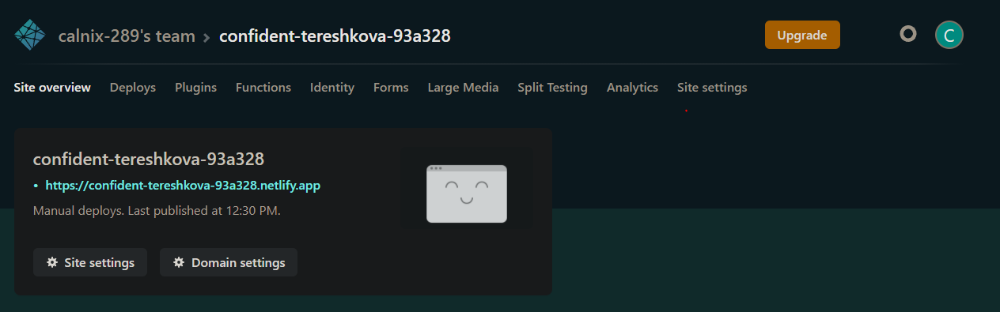 calnix-289's team > confident-tereshkova-93a328
Upgrade
C
Site overview Deploys Plugins Functions Identity Forms Large Media Split Testing Analytics Site settings
confident-tereshkova-93a328
• https://confident-tereshkova-93a328.netlify.app
Manual deploys. Last published at 12:30 PM.
Site settings Domain settings